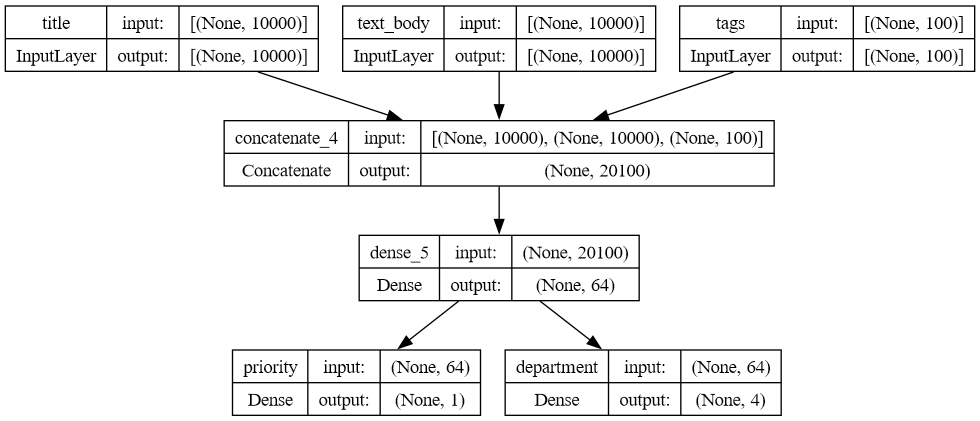 title input: [(None, 10000)]
InputLayer output: [(None, 10000)]
text_body input: [(None, 10000)]
InputLayer output: [(None, 10000)]
tags input: [(None, 100)]
InputLayer output: [(None, 100)]
concatenate_4 input: [(None, 10000), (None, 10000), (None, 100)]
Concatenate output: (None, 20100)
dense_5 input: (None, 20100)
Dense output: (None, 64)
priority input: (None, 64)
Dense output: (None, 1)
department input: (None, 64)
Dense output: (None, 4)